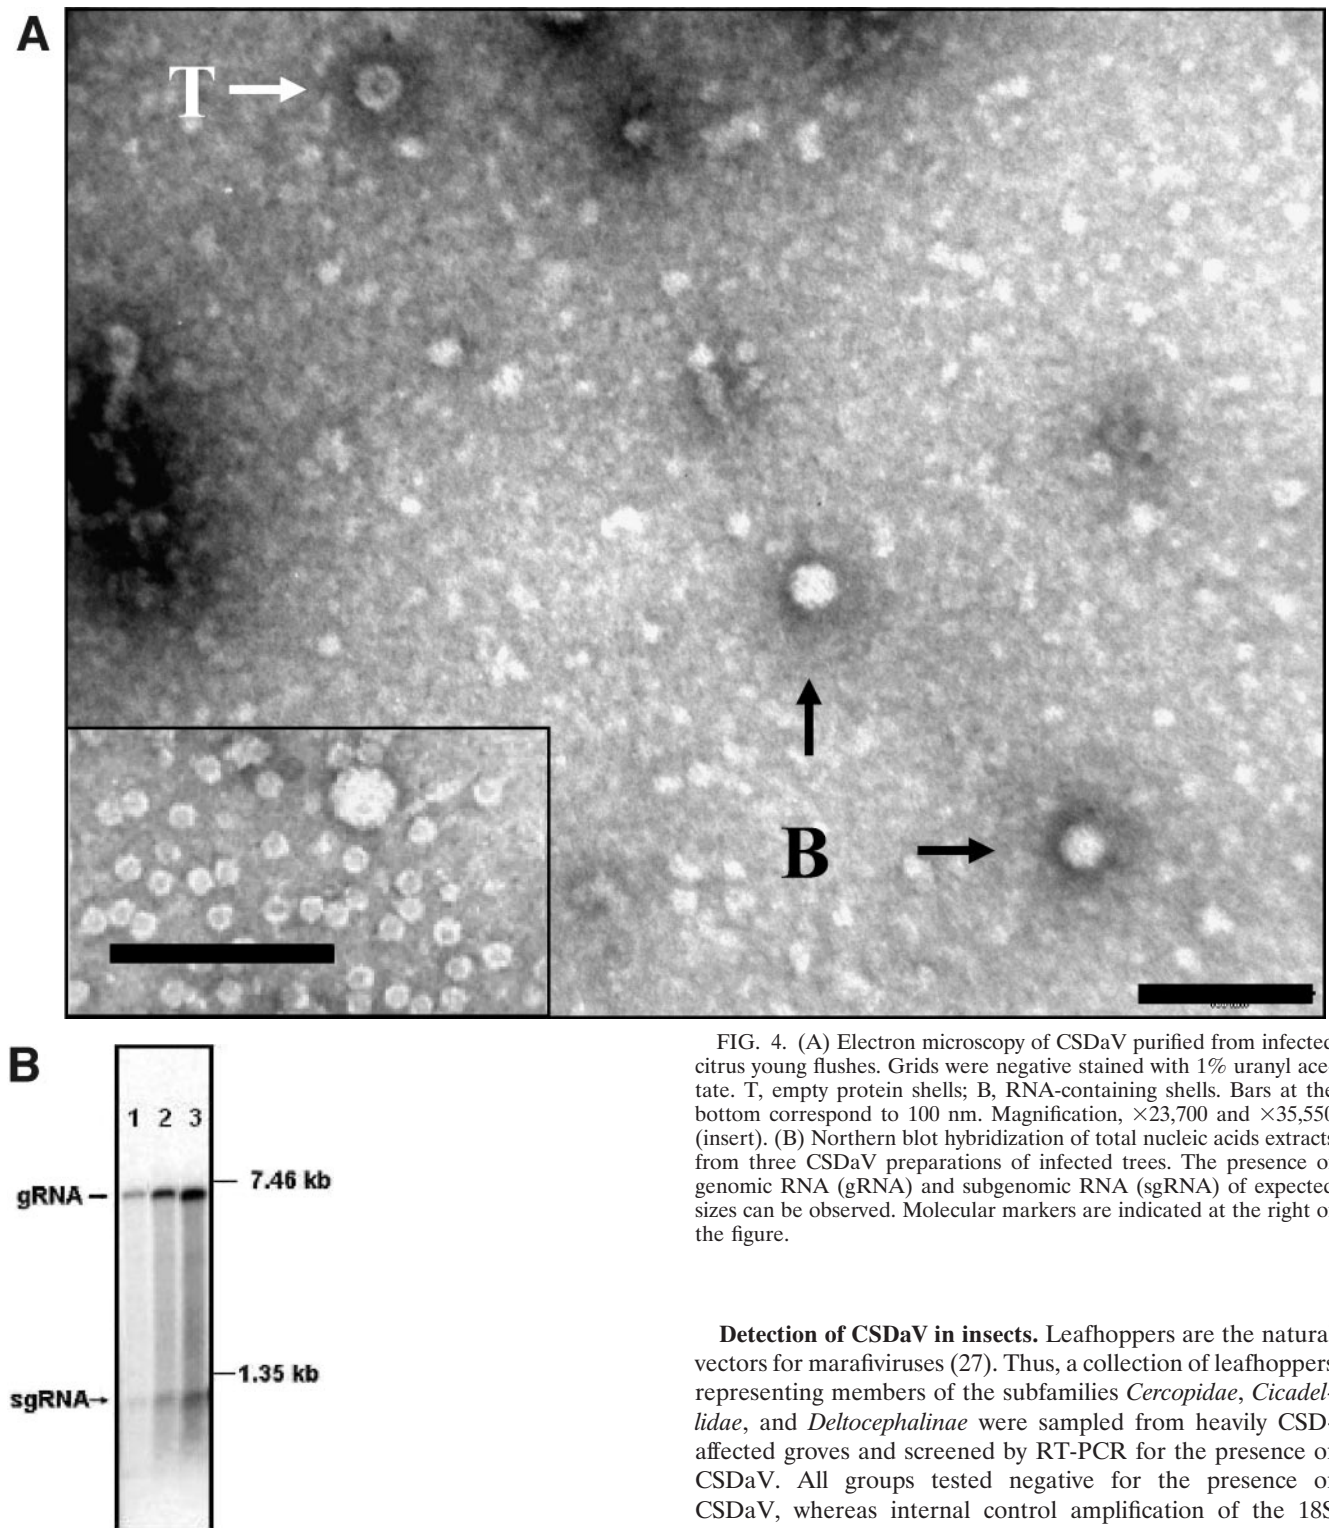 A
T
B
B
1 2 3
7.46 kb
gRNA
1.35 kb
sgRNA
FIG. 4. (A) Electron microscopy of CSDaV purified from infected
citrus young flushes. Grids were negative stained with 1% uranyl ace-
tate. T, empty protein shells; B, RNA-containing shells. Bars at the
bottom correspond to 100 nm. Magnification, ×23,700 and ×35,550
(insert). (B) Northern blot hybridization of total nucleic acids extracts
from three CSDaV preparations of infected trees. The presence of
genomic RNA (gRNA) and subgenomic RNA (sgRNA) of expected
sizes can be observed. Molecular markers are indicated at the right of
the figure.
Detection of CSDaV in insects. Leafhoppers are the natural
vectors for marafiviruses (27). Thus, a collection of leafhoppers
representing members of the subfamilies Cercopidae, Cicadel-
lidae, and Deltocephalinae were sampled from heavily CSD-
affected groves and screened by RT-PCR for the presence of
CSDaV. All groups tested negative for the presence of
CSDaV, whereas internal control amplification of the 18S